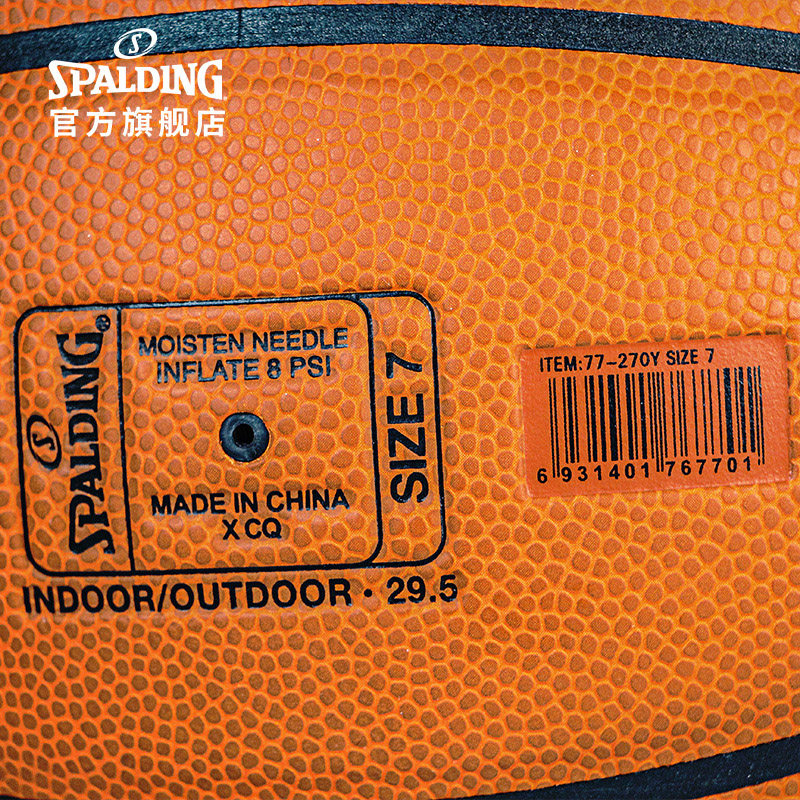 SPALDING
官方旗舰店
SPALDING®
MOISTEN NEEDLE
INFLATE 8 PSI
MADE IN CHINA
X CQ
SIZE 7
INDOOR/OUTDOOR · 29.5
ITEM:77-270Y SIZE 7
6 931401 767701